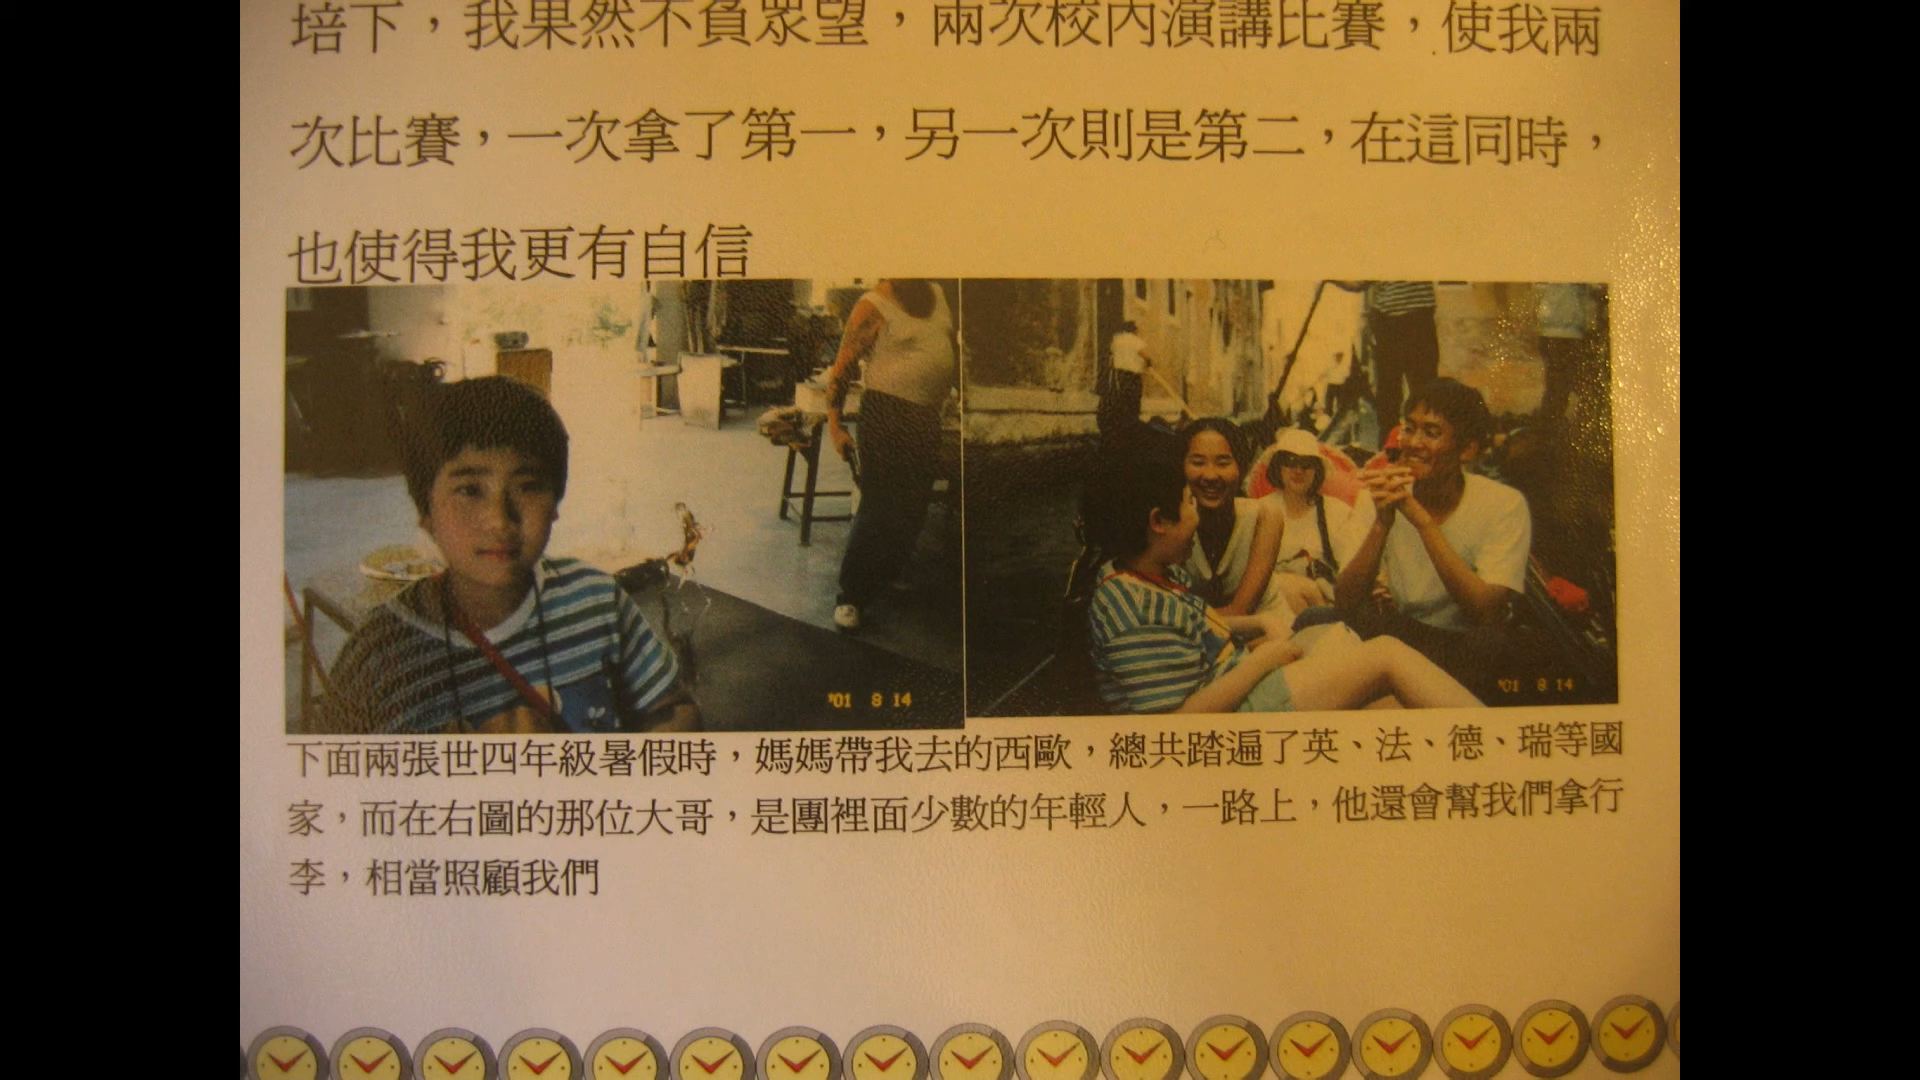 培下，我果然不負眾望，兩次校內演講比賽，使我兩
次比賽，一次拿了第一，另一次則是第二，在這同時，
也使得我更有自信
'01 8 14
'01 8 14
下面兩張世四年級暑假時，媽媽帶我去的西歐，總共踏遍了英、法、德、瑞等國
家，而在右圖的那位大哥，是團裡面少數的年輕人，一路上，他還會幫我們拿行
李，相當照顧我們